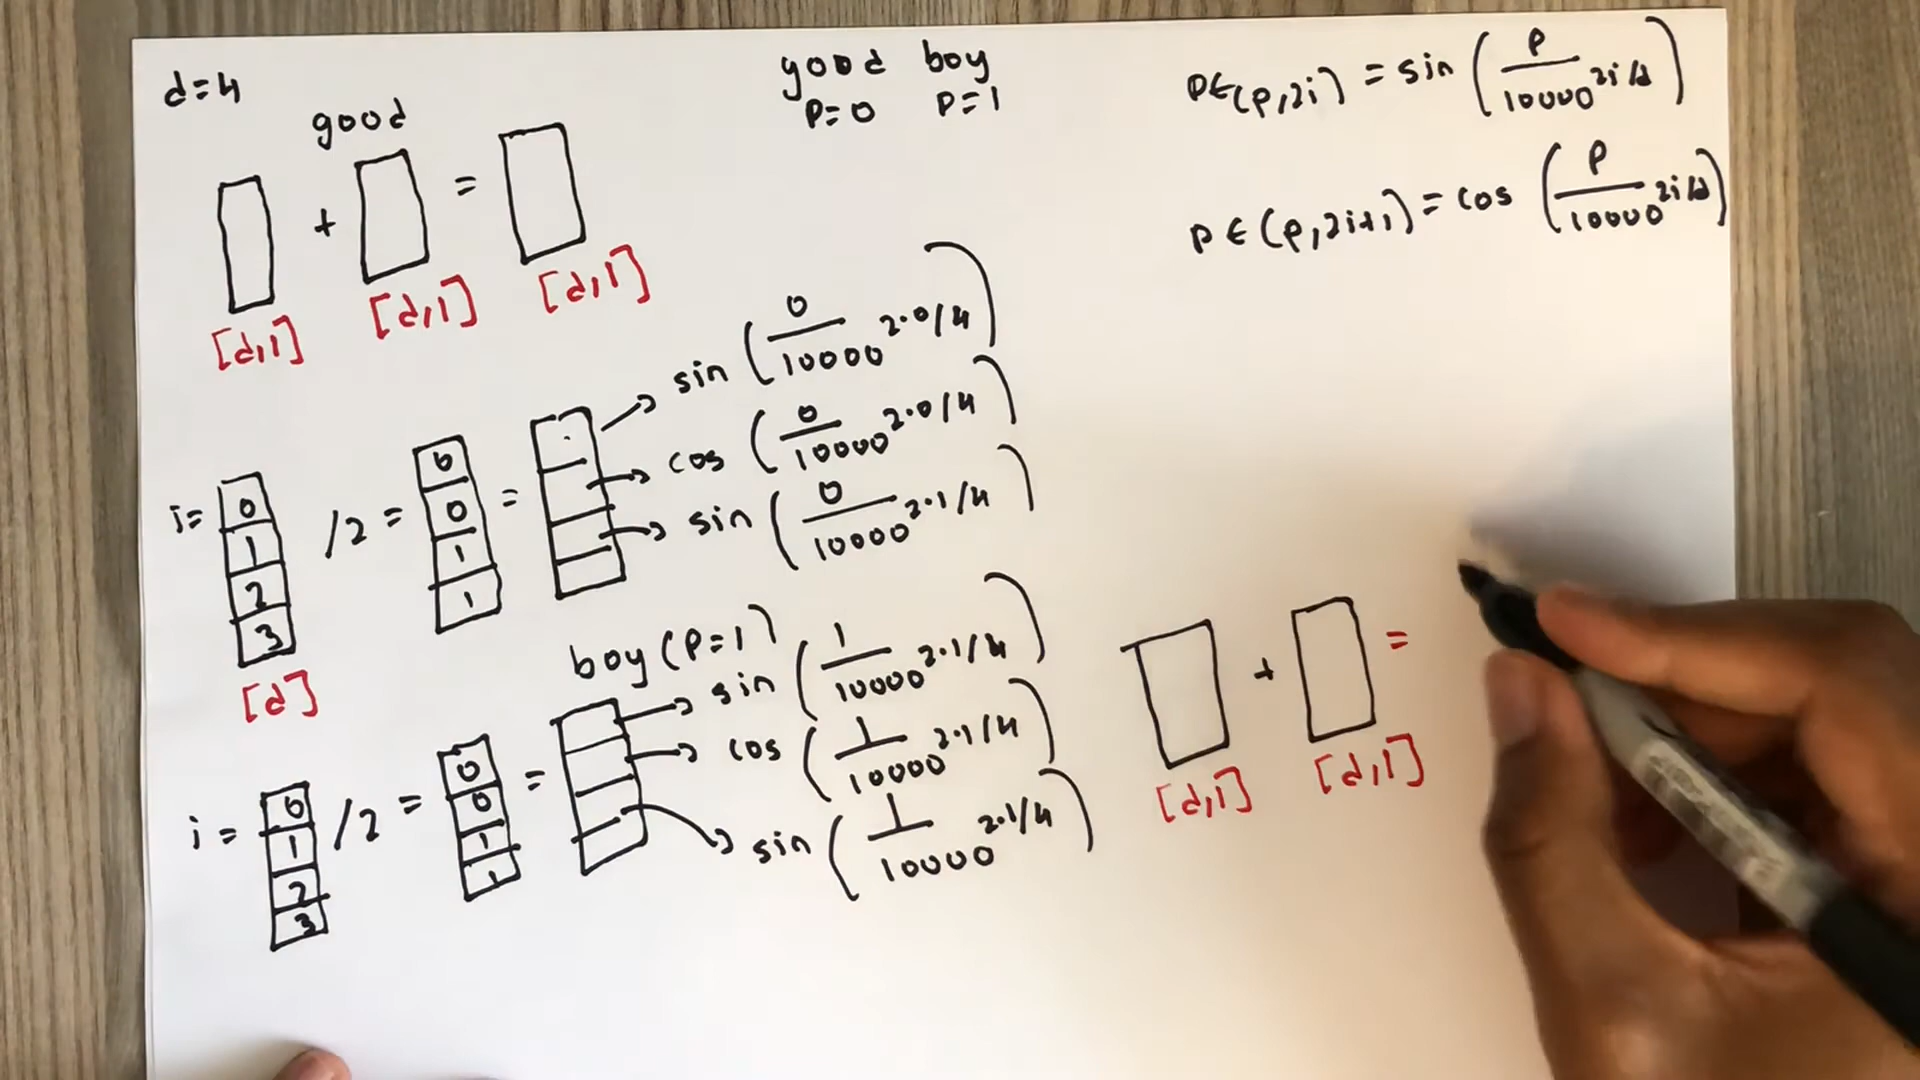 d=4
good
+ =
[d,1] [d,1] [d,1]
good boy
P=0 P=1
PE(p,2i) = sin (p/10000^2i/d)
PE(p,2i+1) = cos (p/10000^2i/d)
i= 0 1 2 3 /2 = 0 0 1 1 =
[d]
sin (0/10000^2·0/4)
cos (0/10000^2·0/4)
sin (0/10000^2·1/4)
boy (P=1)
i = 0 1 2 3 /2 = 0 0 1 1 =
sin (1/10000^2·1/4)
cos (1/10000^2·1/4)
sin (1/10000^2·1/4)
+ =
[d,1] [d,1]